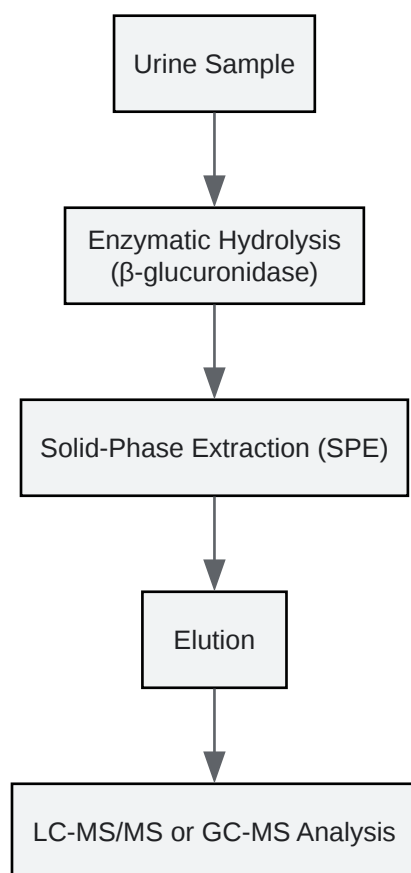 Urine Sample
Enzymatic Hydrolysis
(β-glucuronidase)
Solid-Phase Extraction (SPE)
Elution
LC-MS/MS or GC-MS Analysis